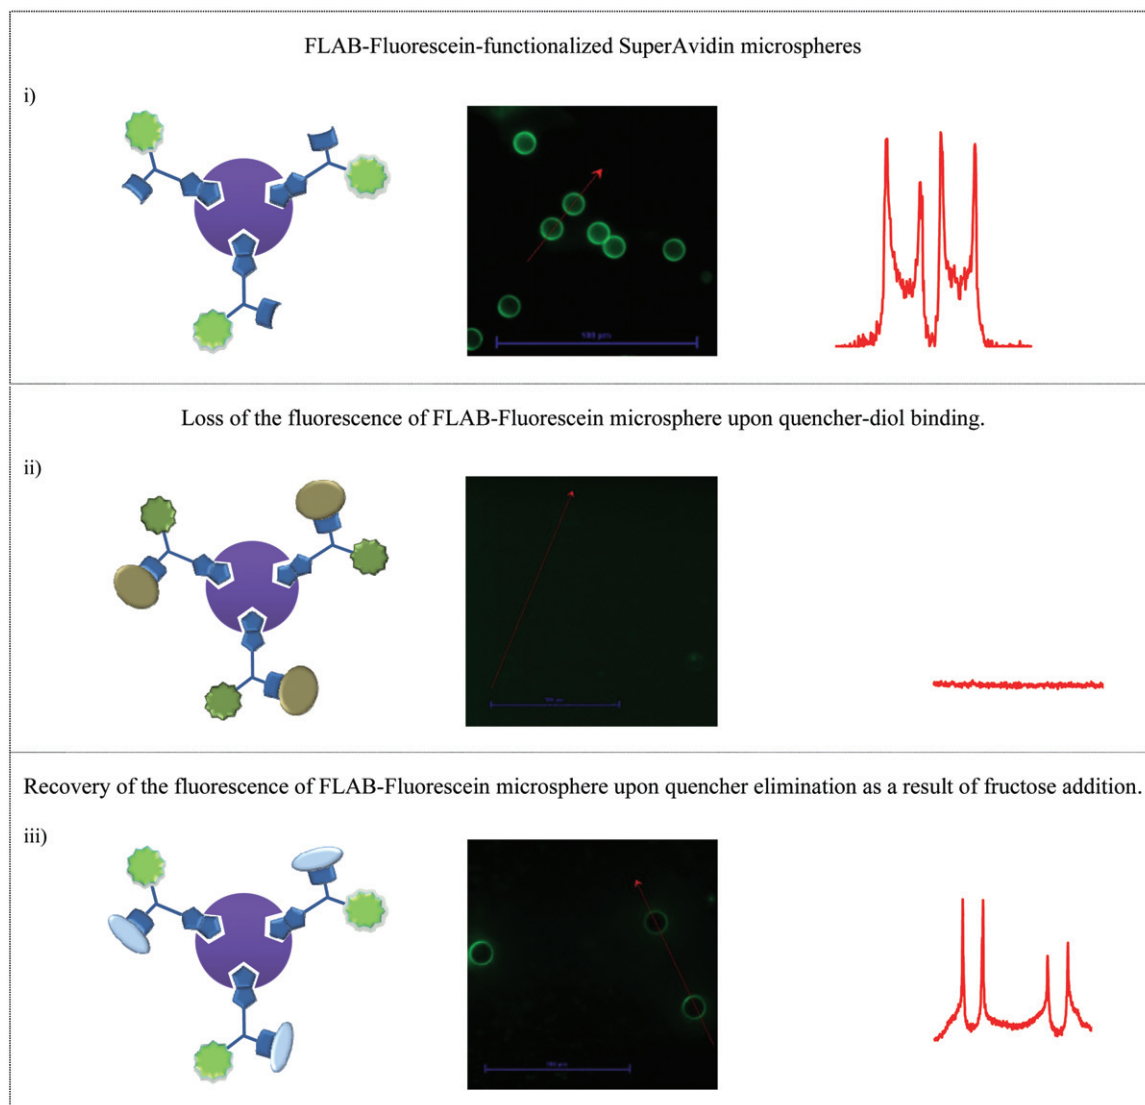 FLAB-Fluorescein-functionalized SuperAvidin microspheres
i)
Loss of the fluorescence of FLAB-Fluorescein microsphere upon quencher-diol binding.
ii)
Recovery of the fluorescence of FLAB-Fluorescein microsphere upon quencher elimination as a result of fructose addition.
iii)